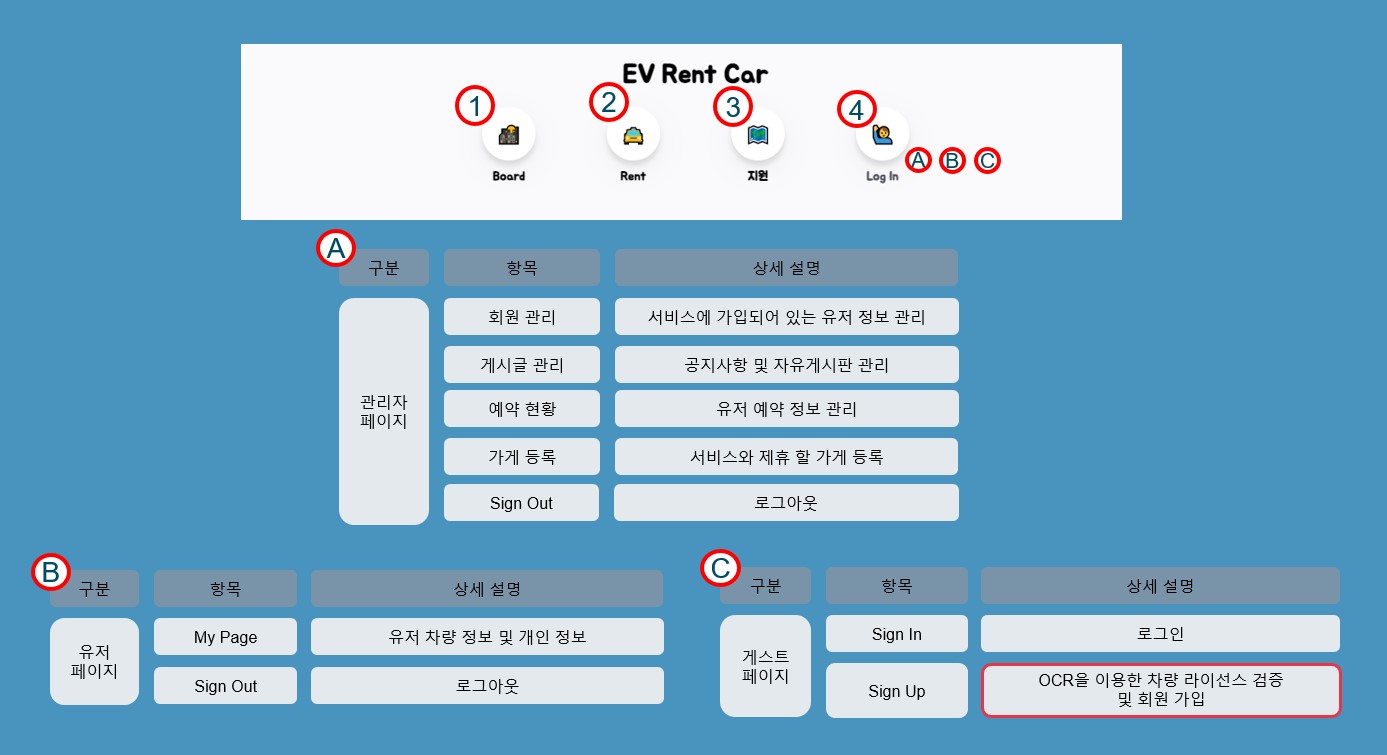 EV Rent Car
1
2
3
4
A B C
Board
Rent
지원
Log In
A
구분 항목 상세 설명
관리자
페이지
회원 관리 서비스에 가입되어 있는 유저 정보 관리
게시글 관리 공지사항 및 자유게시판 관리
예약 현황 유저 예약 정보 관리
가게 등록 서비스와 제휴 할 가게 등록
Sign Out 로그아웃
B
구분 항목 상세 설명
유저
페이지
My Page 유저 차량 정보 및 개인 정보
Sign Out 로그아웃
C
구분 항목 상세 설명
게스트
페이지
Sign In 로그인
Sign Up
OCR을 이용한 차량 라이선스 검증
및 회원 가입